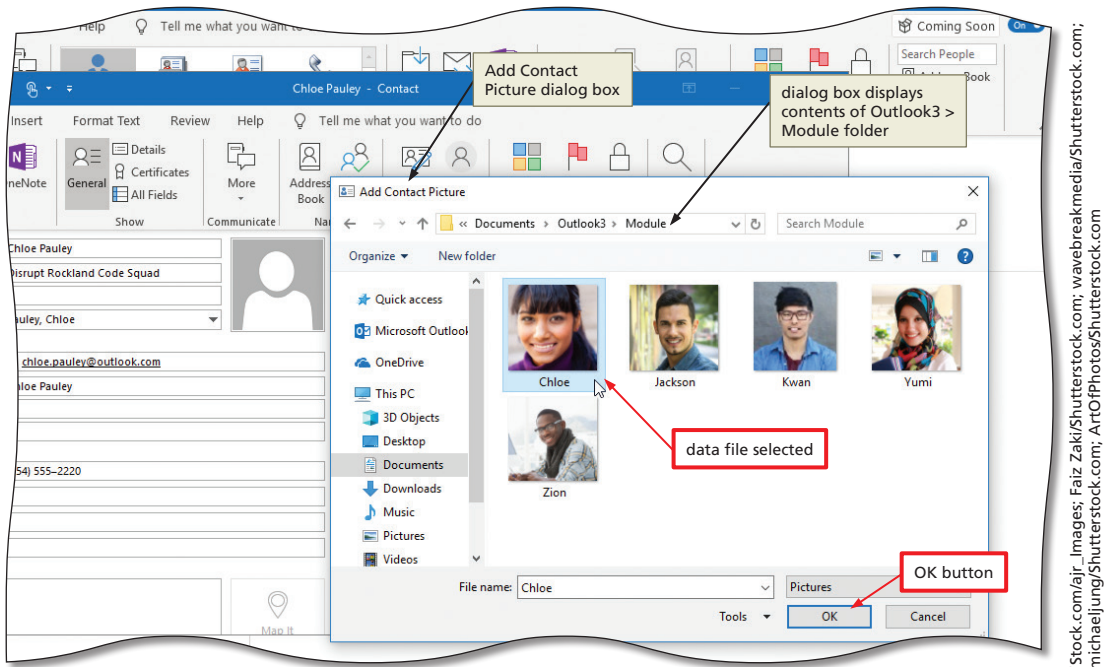 Help Tell me what you wan
Coming Soon On
Search People
Book
Chloe Pauley - Contact
Add Contact
Picture dialog box
dialog box displays
contents of Outlook3 >
Module folder
Insert Format Text Review Help Tell me what you want to do
eNote
General
Details
Certificates
All Fields
Show
More
Communicate
Address
Book
Na
Add Contact Picture
« Documents > Outlook3 > Module
Search Module
Organize New folder
Quick access
Microsoft Outlook
OneDrive
This PC
3D Objects
Desktop
Documents
Downloads
Music
Pictures
Videos
Chloe Jackson Kwan Yumi
Zion
data file selected
OK button
File name: Chloe
Pictures
Tools OK Cancel
Chloe Pauley
Disrupt Rockland Code Squad
auley, Chloe
chloe.pauley@outlook.com
hloe Pauley
54) 555–2220
Map It
Stock.com/ajr_Images; Faiz Zaki/Shutterstock.com; wavebreakmedia/Shutterstock.com;
michaeljung/Shutterstock.com; ArtOfPhotos/Shutterstock.com